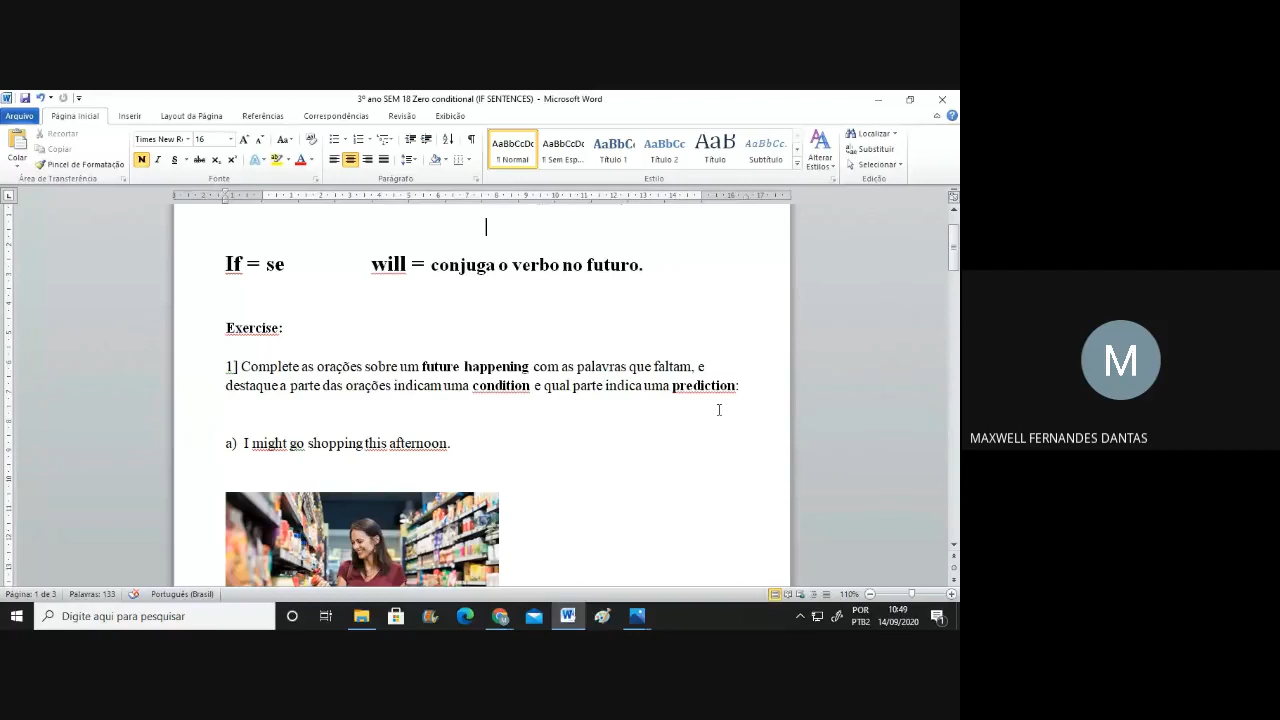 3º ano SEM 18 Zero conditional (IF SENTENCES) - Microsoft Word
Arquivo Página Inicial Inserir Layout da Página Referências Correspondências Revisão Exibição
Colar
Recortar
Copiar
Pincel de Formatação
Área de Transferência
Times New R 16
N I S abc X₂ X² A
Aa
Fonte
Parágrafo
AaBbCcDc AaBbCcDc AaBbCc AaBbCc AaB AaBbCc.
¶ Normal ¶ Sem Esp... Título 1 Título 2 Título Subtítulo
Alterar Estilos
Estilo
Localizar
Substituir
Selecionar
Edição
If = se will = conjuga o verbo no futuro.
Exercise:
1] Complete as orações sobre um future happening com as palavras que faltam, e
destaque a parte das orações indicam uma condition e qual parte indica uma prediction:
a) I might go shopping this afternoon.
M
MAXWELL FERNANDES DANTAS
Página: 1 de 3 Palavras: 133 Português (Brasil) 110%
Digite aqui para pesquisar
POR
PTB2
10:49
14/09/2020